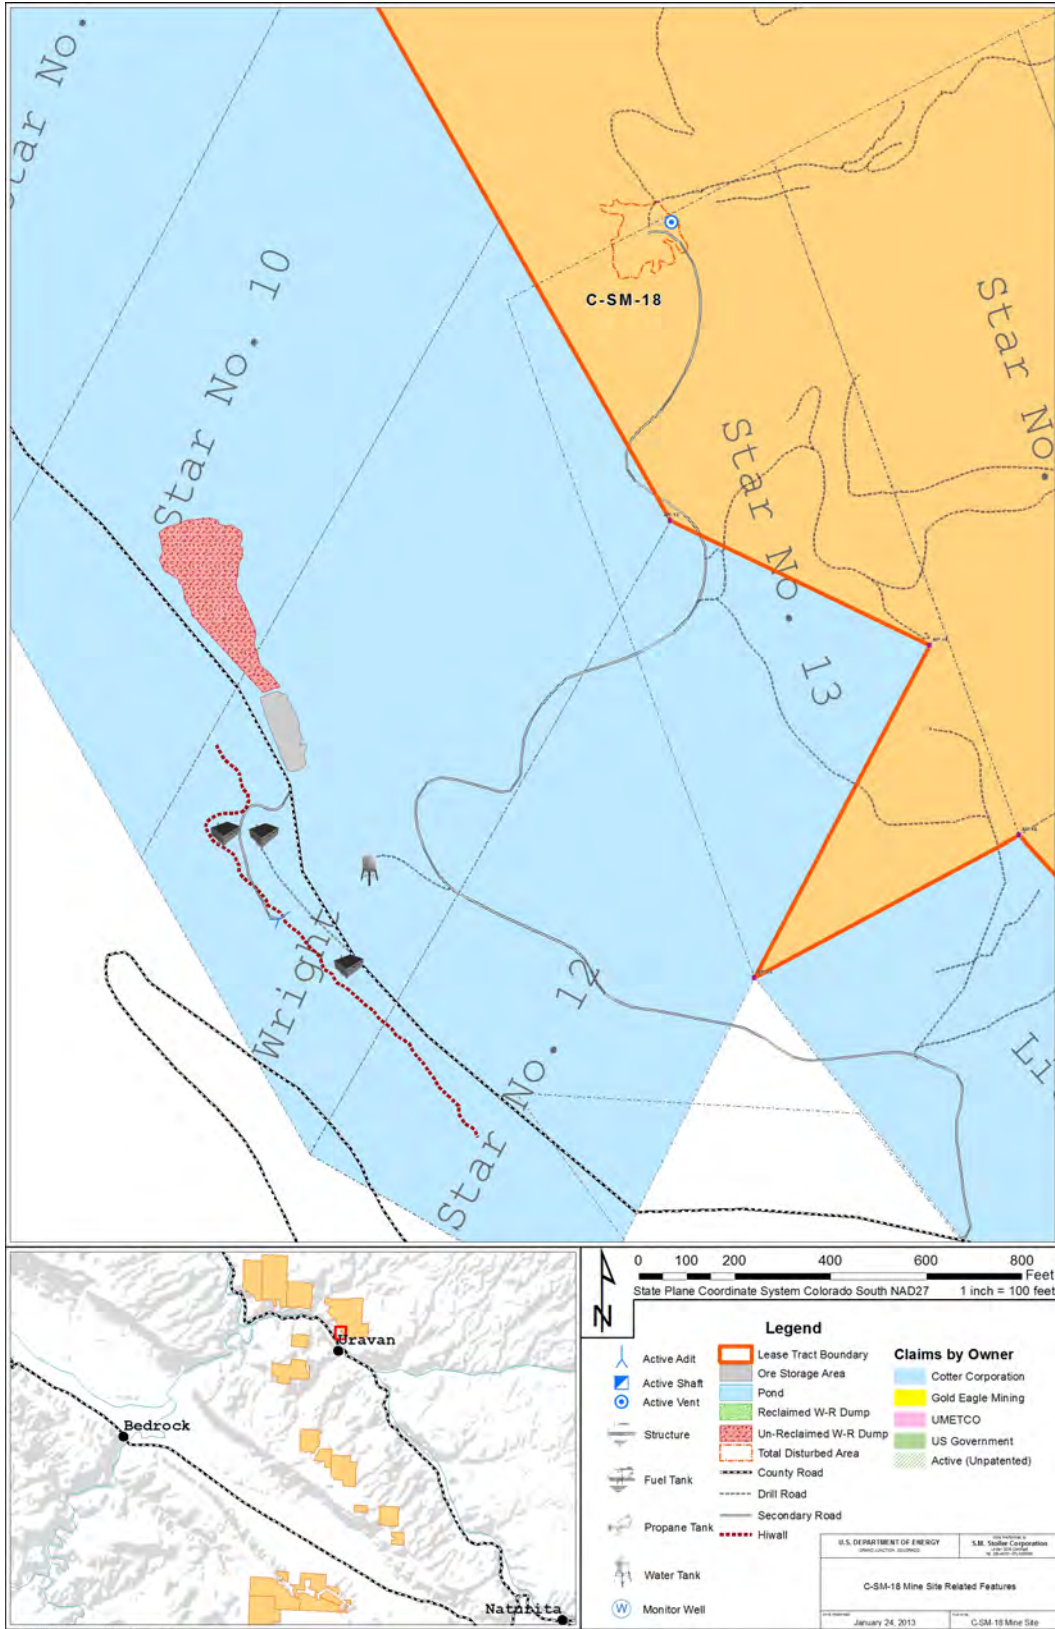 Star No.
Star No.
Star No. 10
C-SM-18
Star No.
Star No. 13
Wright
Star No. 12
L1
Uravan
Bedrock
Naturita
N
0 100 200 400 600 800
Feet
State Plane Coordinate System Colorado South NAD27 1 inch = 100 feet
Legend
Active Adit
Active Shaft
Active Vent
Structure
Fuel Tank
Propane Tank
Water Tank
W Monitor Well
Lease Tract Boundary
Ore Storage Area
Pond
Reclaimed W-R Dump
Un-Reclaimed W-R Dump
Total Disturbed Area
County Road
Drill Road
Secondary Road
Hiwall
Claims by Owner
Cotter Corporation
Gold Eagle Mining
UMETCO
US Government
Active (Unpatented)
U.S. DEPARTMENT OF ENERGY
GRAND JUNCTION, COLORADO
S.M. Stoller Corporation
C-SM-18 Mine Site Related Features
January 24, 2013
C-SM-18 Mine Site